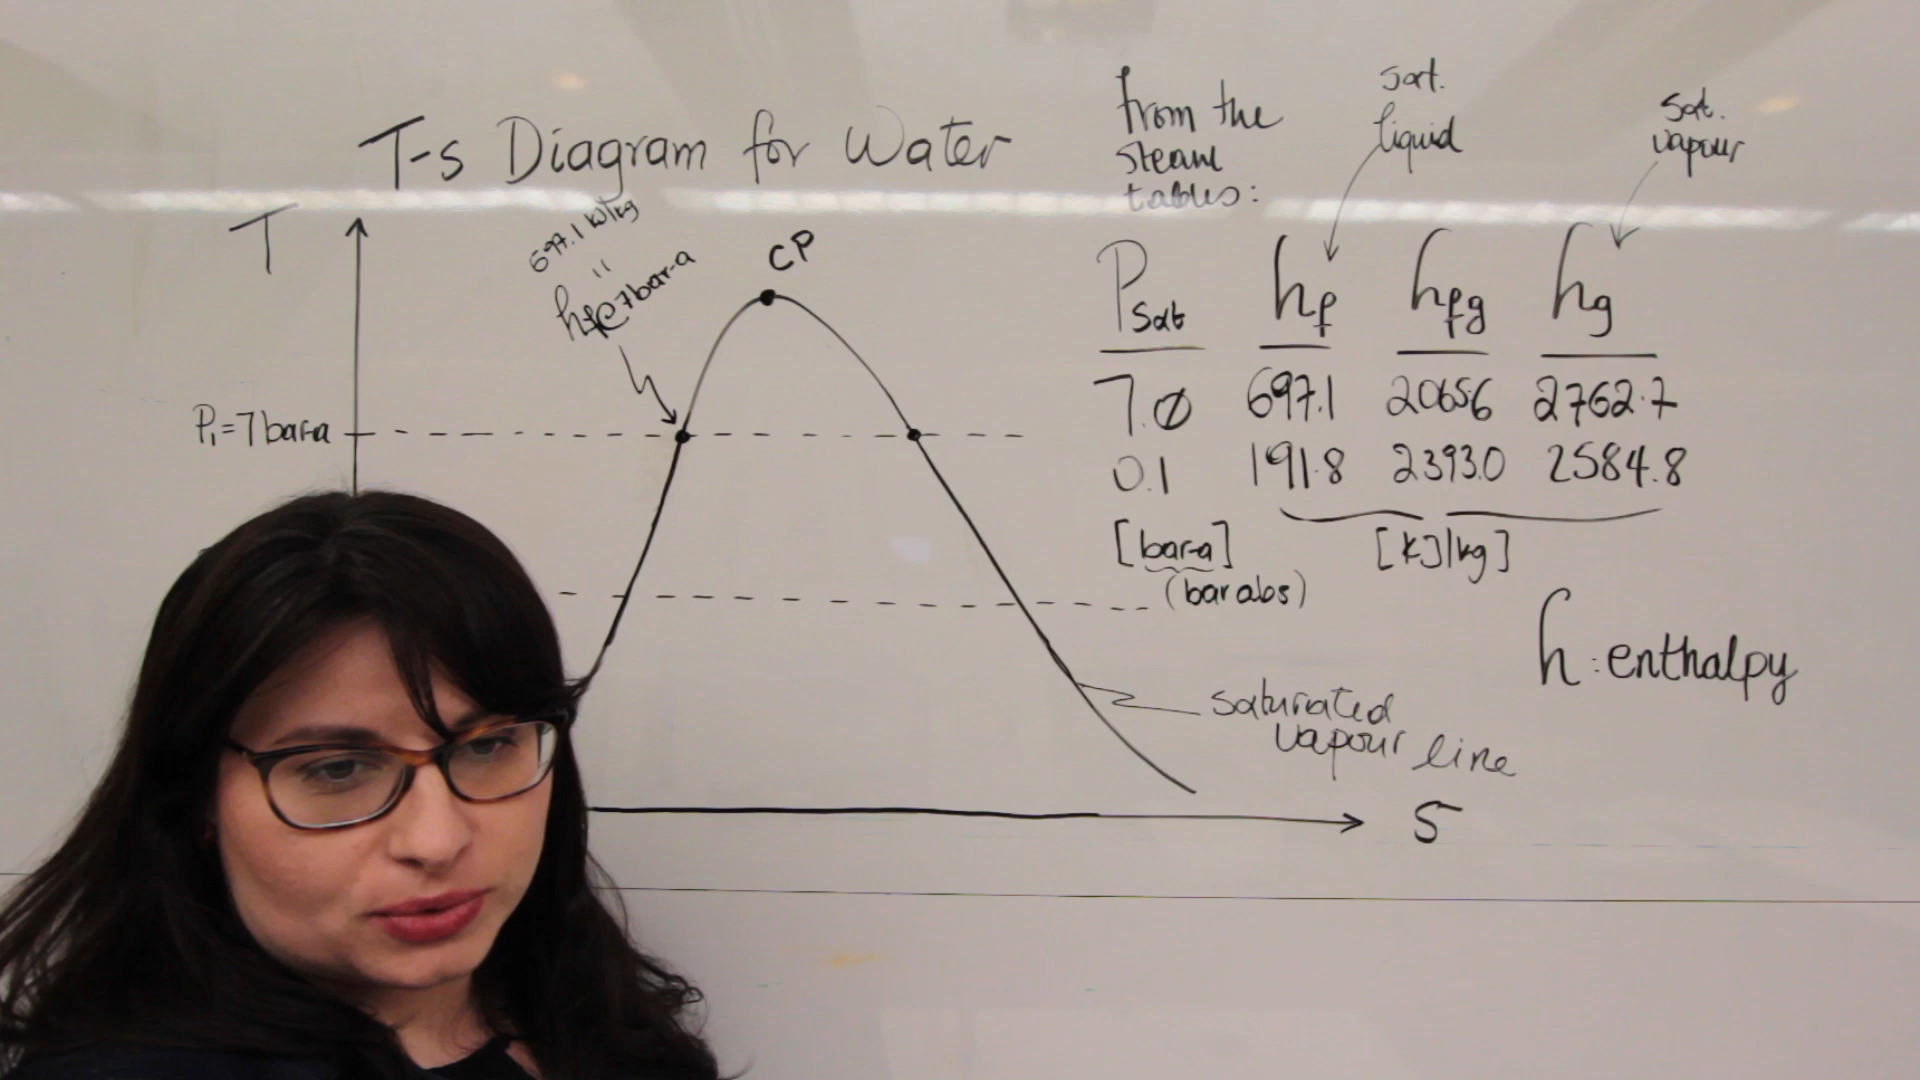 T-s Diagram for Water
T
697.1 kJ/kg
=
hf@7bar-a
CP
P1=7bar-a
from the
steam
tables:
sat.
liquid
sat.
vapour
Psat hf hfg hg
7.0 697.1 2065.6 2762.7
0.1 191.8 2393.0 2584.8
[bar-a] [kJ/kg]
(bar abs)
h: enthalpy
saturated
vapour line
s